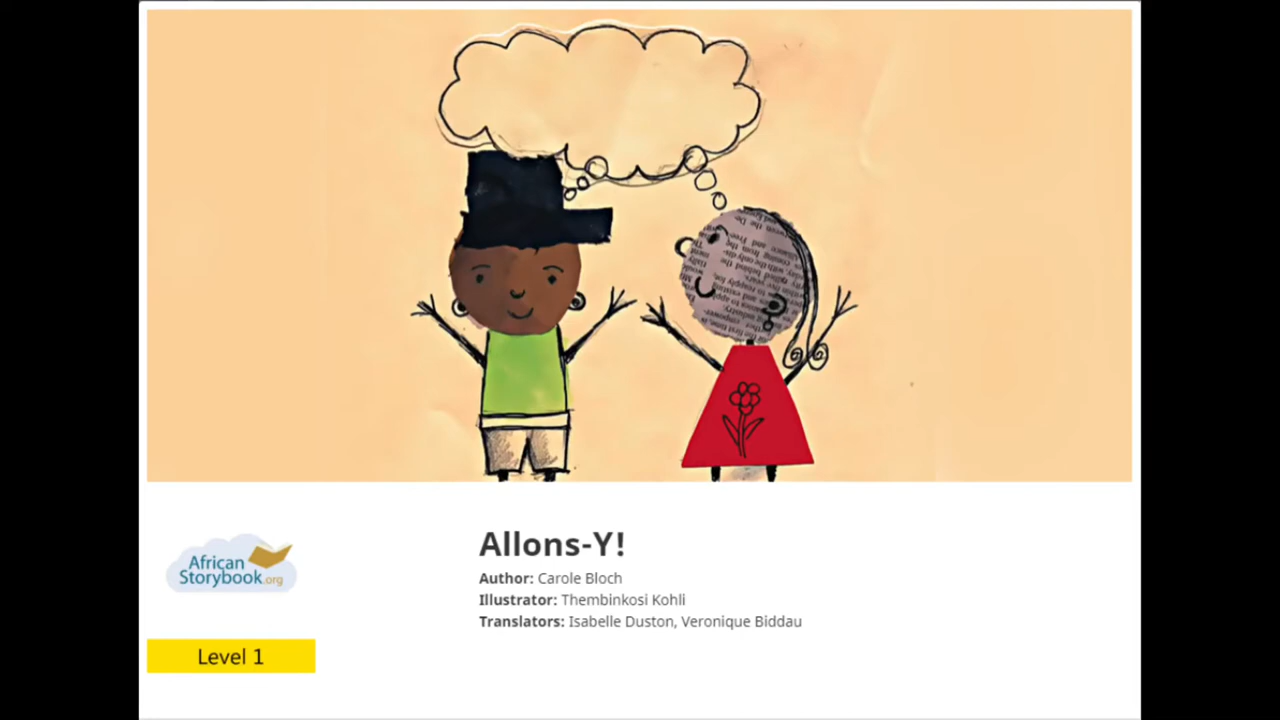 African
Storybook.org
Allons-Y!
Author: Carole Bloch
Illustrator: Thembinkosi Kohli
Translators: Isabelle Duston, Veronique Biddau
Level 1